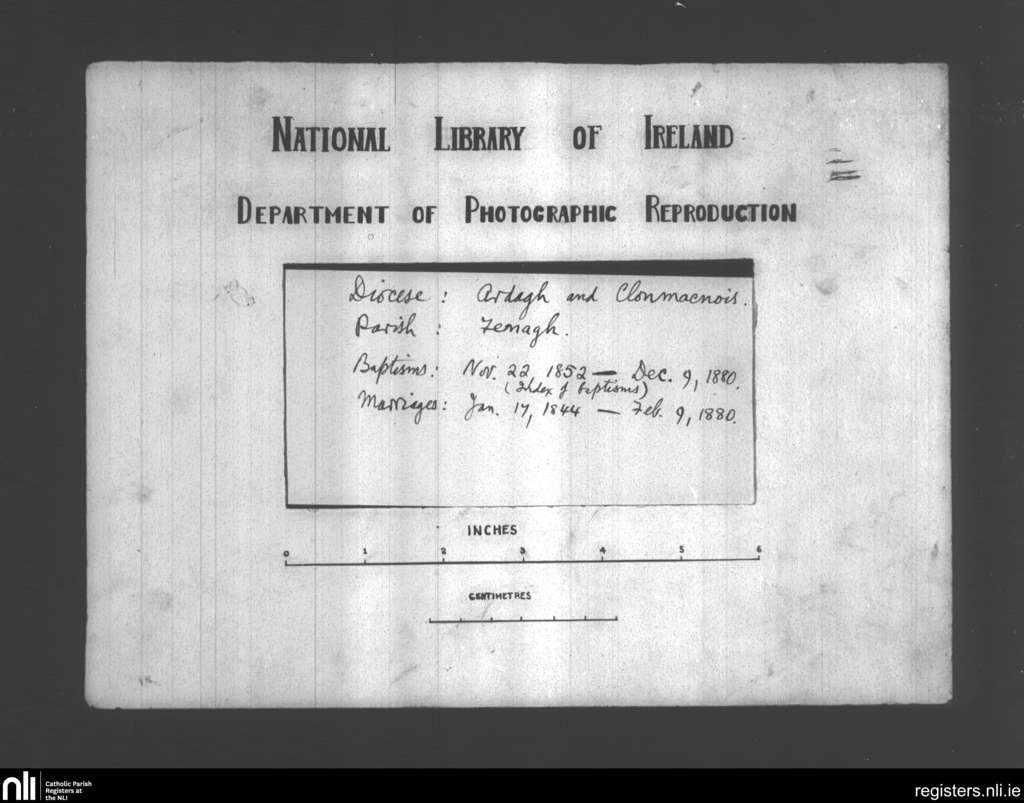 NATIONAL LIBRARY OF IRELAND
DEPARTMENT OF PHOTOGRAPHIC REPRODUCTION
Diocese: Ardagh and Clonmacnois.
Parish: Fenagh.
Baptisms: Nov. 22, 1852 — Dec. 9, 1880.
(Index of baptisms)
Marriages: Jan. 17, 1844 — Feb. 9, 1880.
INCHES
0 1 2 3 4 5 6
CENTIMETRES
nli Catholic Parish
Registers at
the NLI
registers.nli.ie